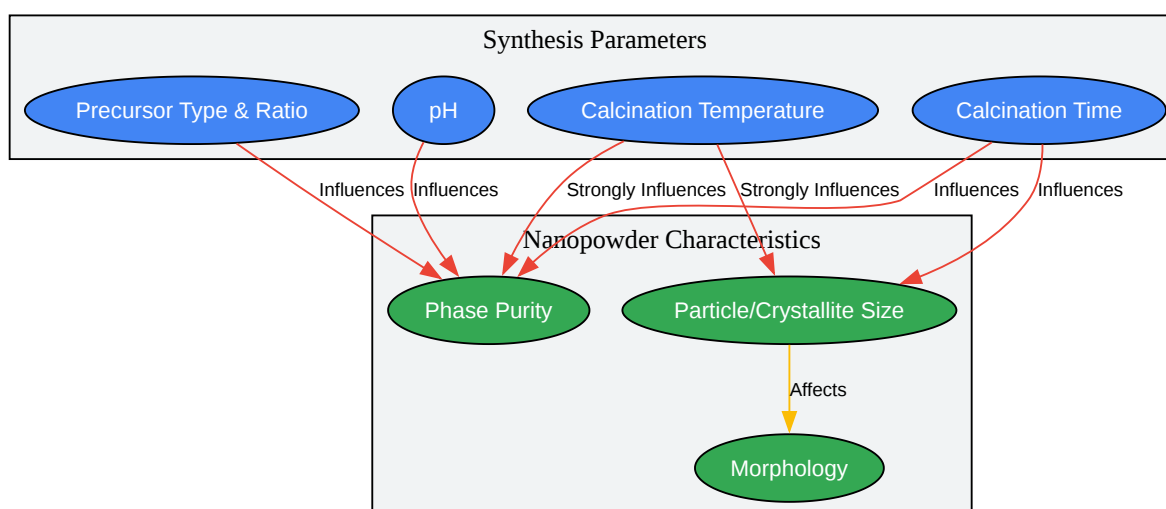 Synthesis Parameters
Precursor Type & Ratio
pH
Calcination Temperature
Calcination Time
Influences
Influences
Strongly Influences
Strongly Influences
Influences
Influences
Nanopowder Characteristics
Phase Purity
Particle/Crystallite Size
Affects
Morphology